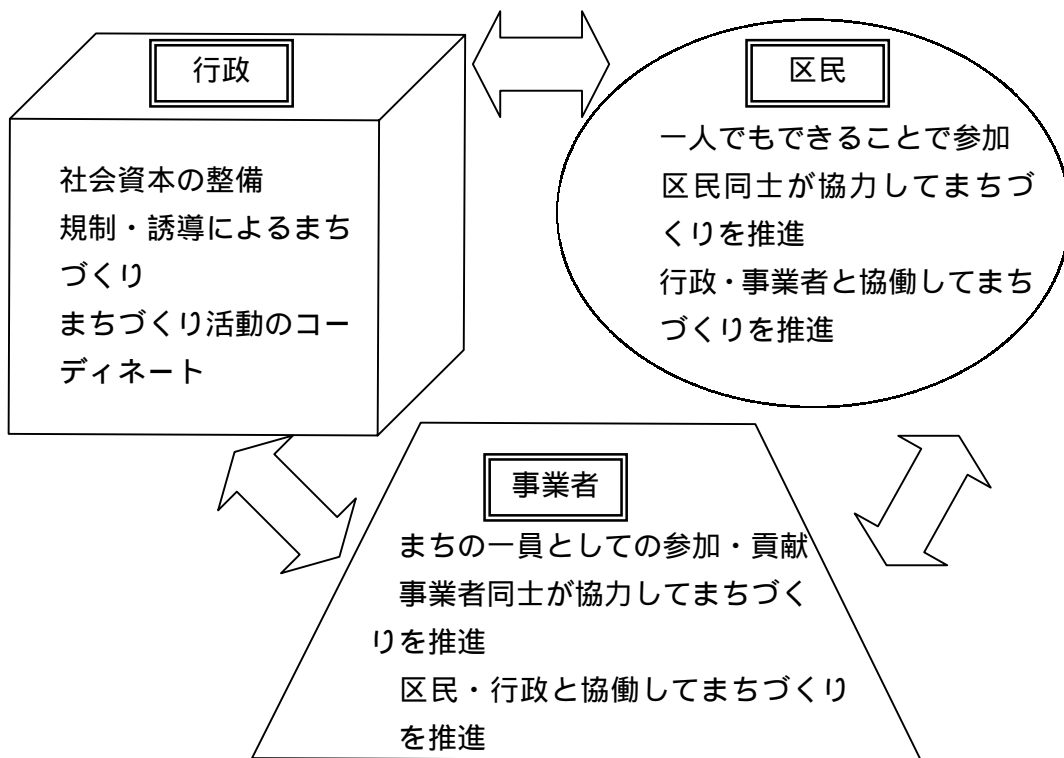 行政
社会資本の整備
規制・誘導によるまち
づくり
まちづくり活動のコー
ディネート
区民
一人でもできることで参加
区民同士が協力してまちづ
くりを推進
行政・事業者と協働してまち
づくりを推進
事業者
まちの一員としての参加・貢献
事業者同士が協力してまちづく
りを推進
区民・行政と協働してまちづくり
を推進